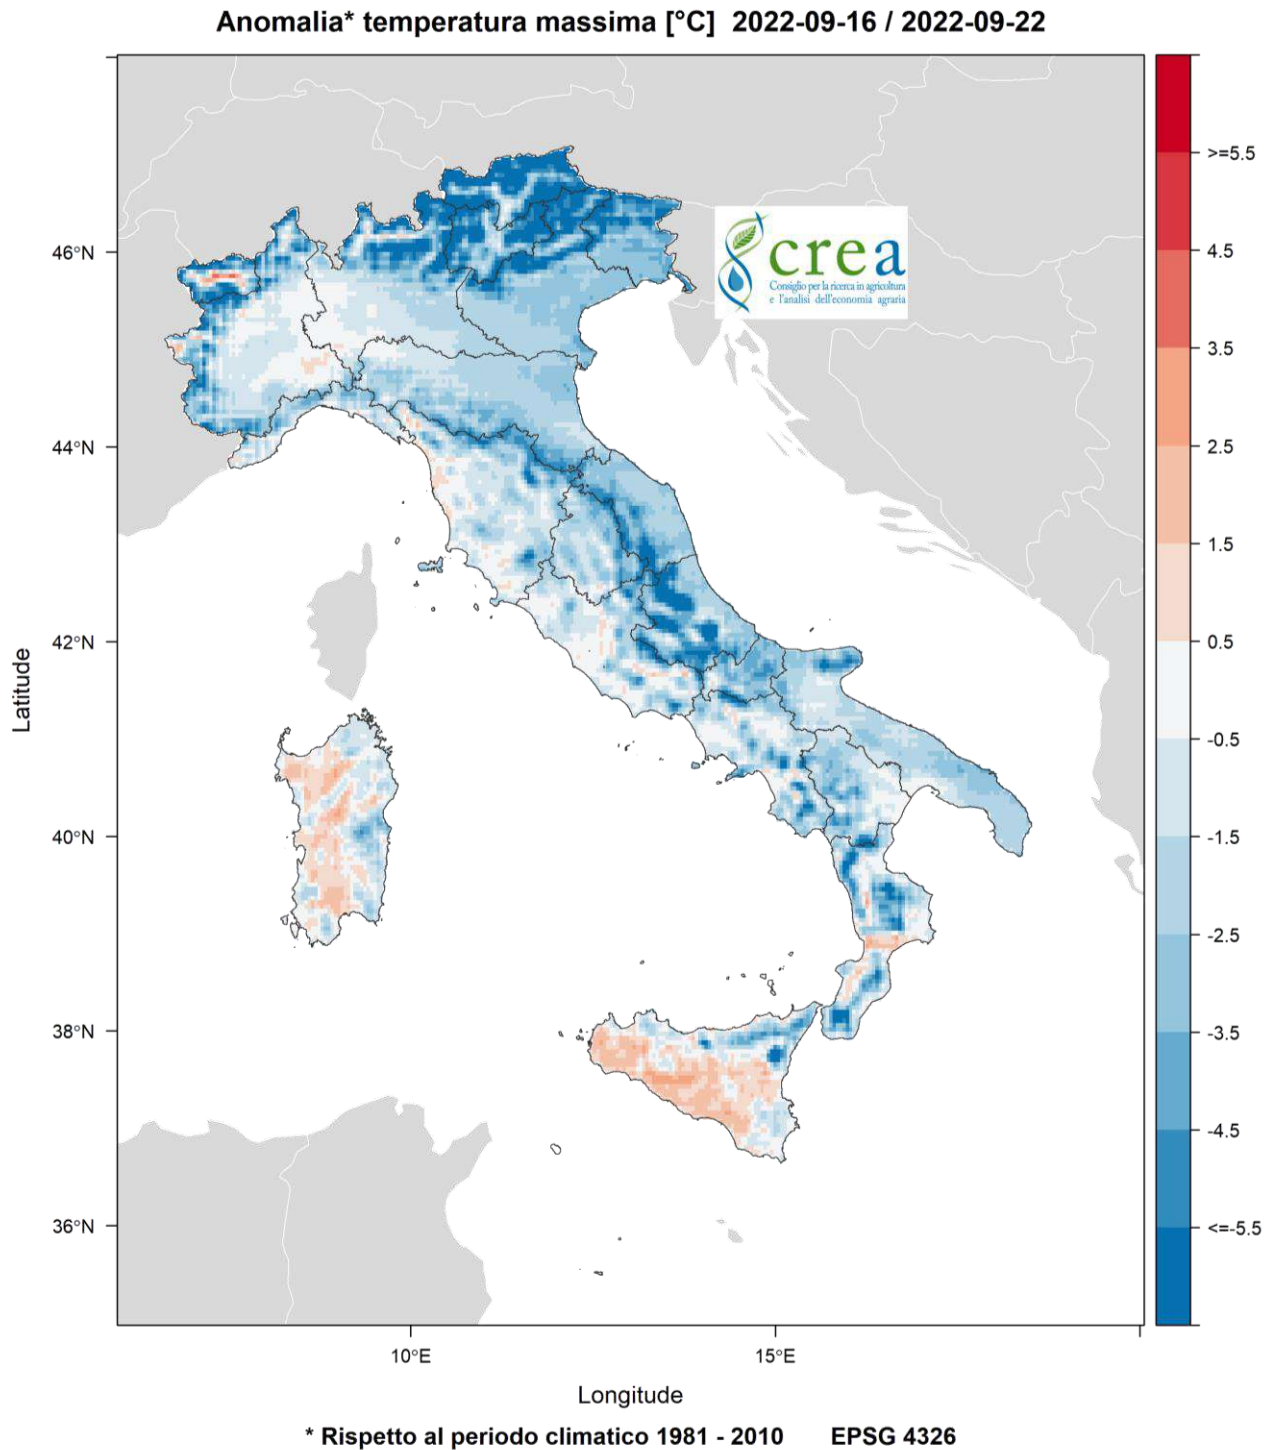 Anomalia* temperatura massima [°C]  2022-09-16 / 2022-09-22
crea
Consiglio per la ricerca in agricoltura
e l'analisi dell'economia agraria
>=5.5
4.5
3.5
2.5
1.5
0.5
-0.5
-1.5
-2.5
-3.5
-4.5
<=-5.5
46°N
44°N
42°N
40°N
38°N
36°N
Latitude
10°E
15°E
Longitude
* Rispetto al periodo climatico 1981 - 2010
EPSG 4326